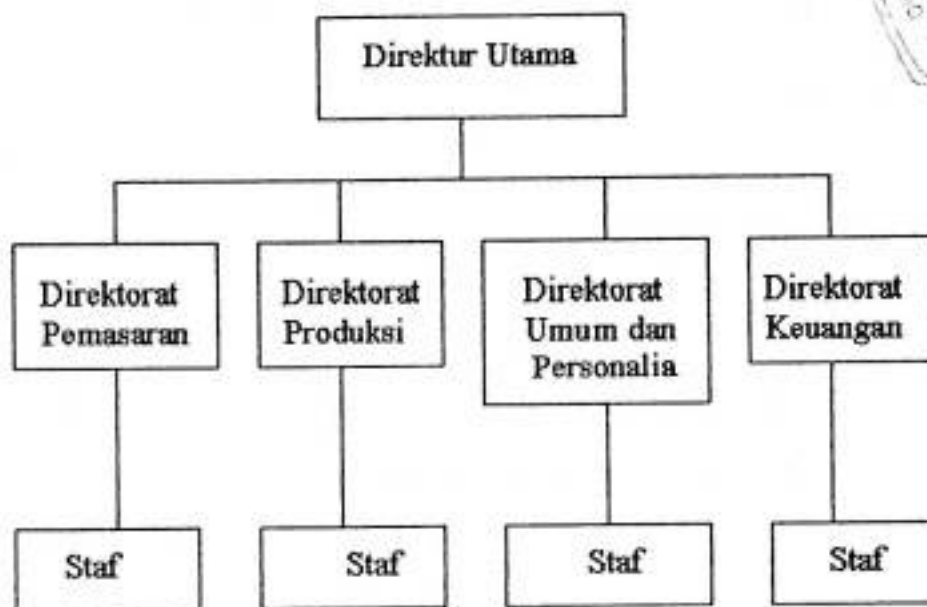 Direktur Utama
Direktorat
Pemasaran
Direktorat
Produksi
Direktorat
Umum dan
Personalia
Direktorat
Keuangan
Staf
Staf
Staf
Staf